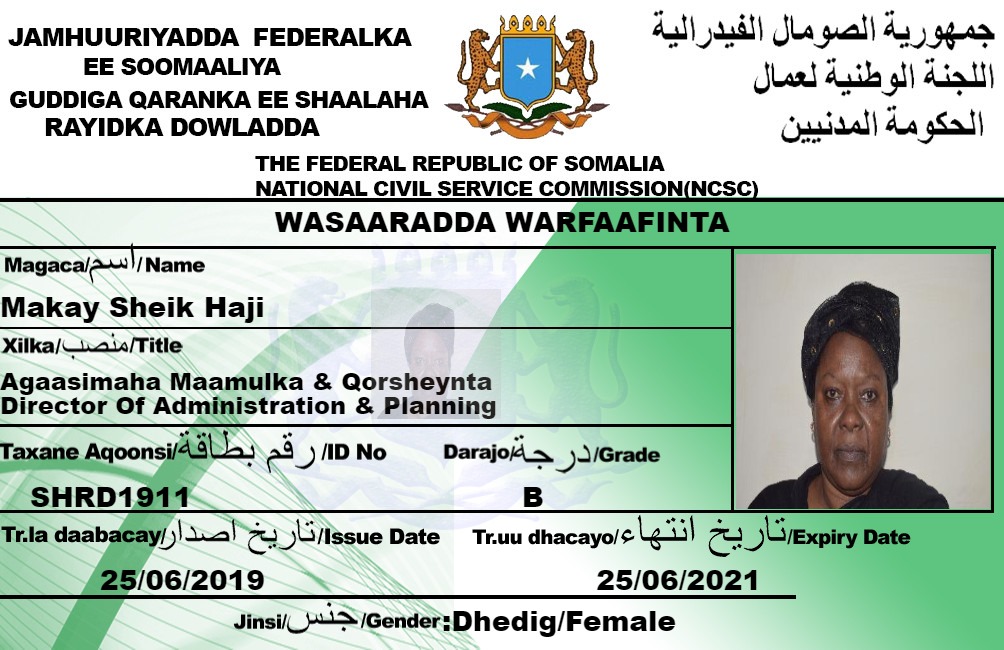 JAMHUURIYADDA FEDERALKA
EE SOOMAALIYA
GUDDIGA QARANKA EE SHAALAHA
RAYIDKA DOWLADDA
جمهورية الصومال الفيدرالية
اللجنة الوطنية لعمال
الحكومة المدنيين
THE FEDERAL REPUBLIC OF SOMALIA
NATIONAL CIVIL SERVICE COMMISSION(NCSC)
WASAARADDA WARFAAFINTA
Magaca/اسم/Name
Makay Sheik Haji
Xilka/منصب/Title
Agaasimaha Maamulka & Qorsheynta
Director Of Administration & Planning
Taxane Aqoonsi/رقم بطاقة/ID No
SHRD1911
Darajo/درجة/Grade
B
Tr.la daabacay/تاريخ اصدار/Issue Date
25/06/2019
Tr.uu dhacayo/تاريخ انتهاء/Expiry Date
25/06/2021
Jinsi/جنس/Gender:Dhedig/Female